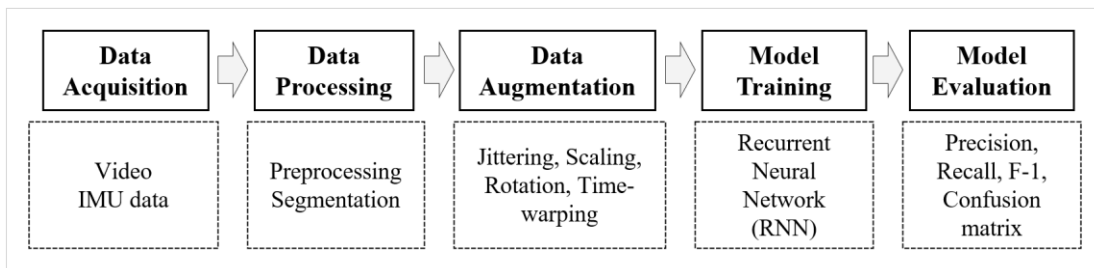 Data
Acquisition
Data
Processing
Data
Augmentation
Model
Training
Model
Evaluation
Video
IMU data
Preprocessing
Segmentation
Jittering, Scaling,
Rotation, Time-
warping
Recurrent
Neural
Network
(RNN)
Precision,
Recall, F-1,
Confusion
matrix